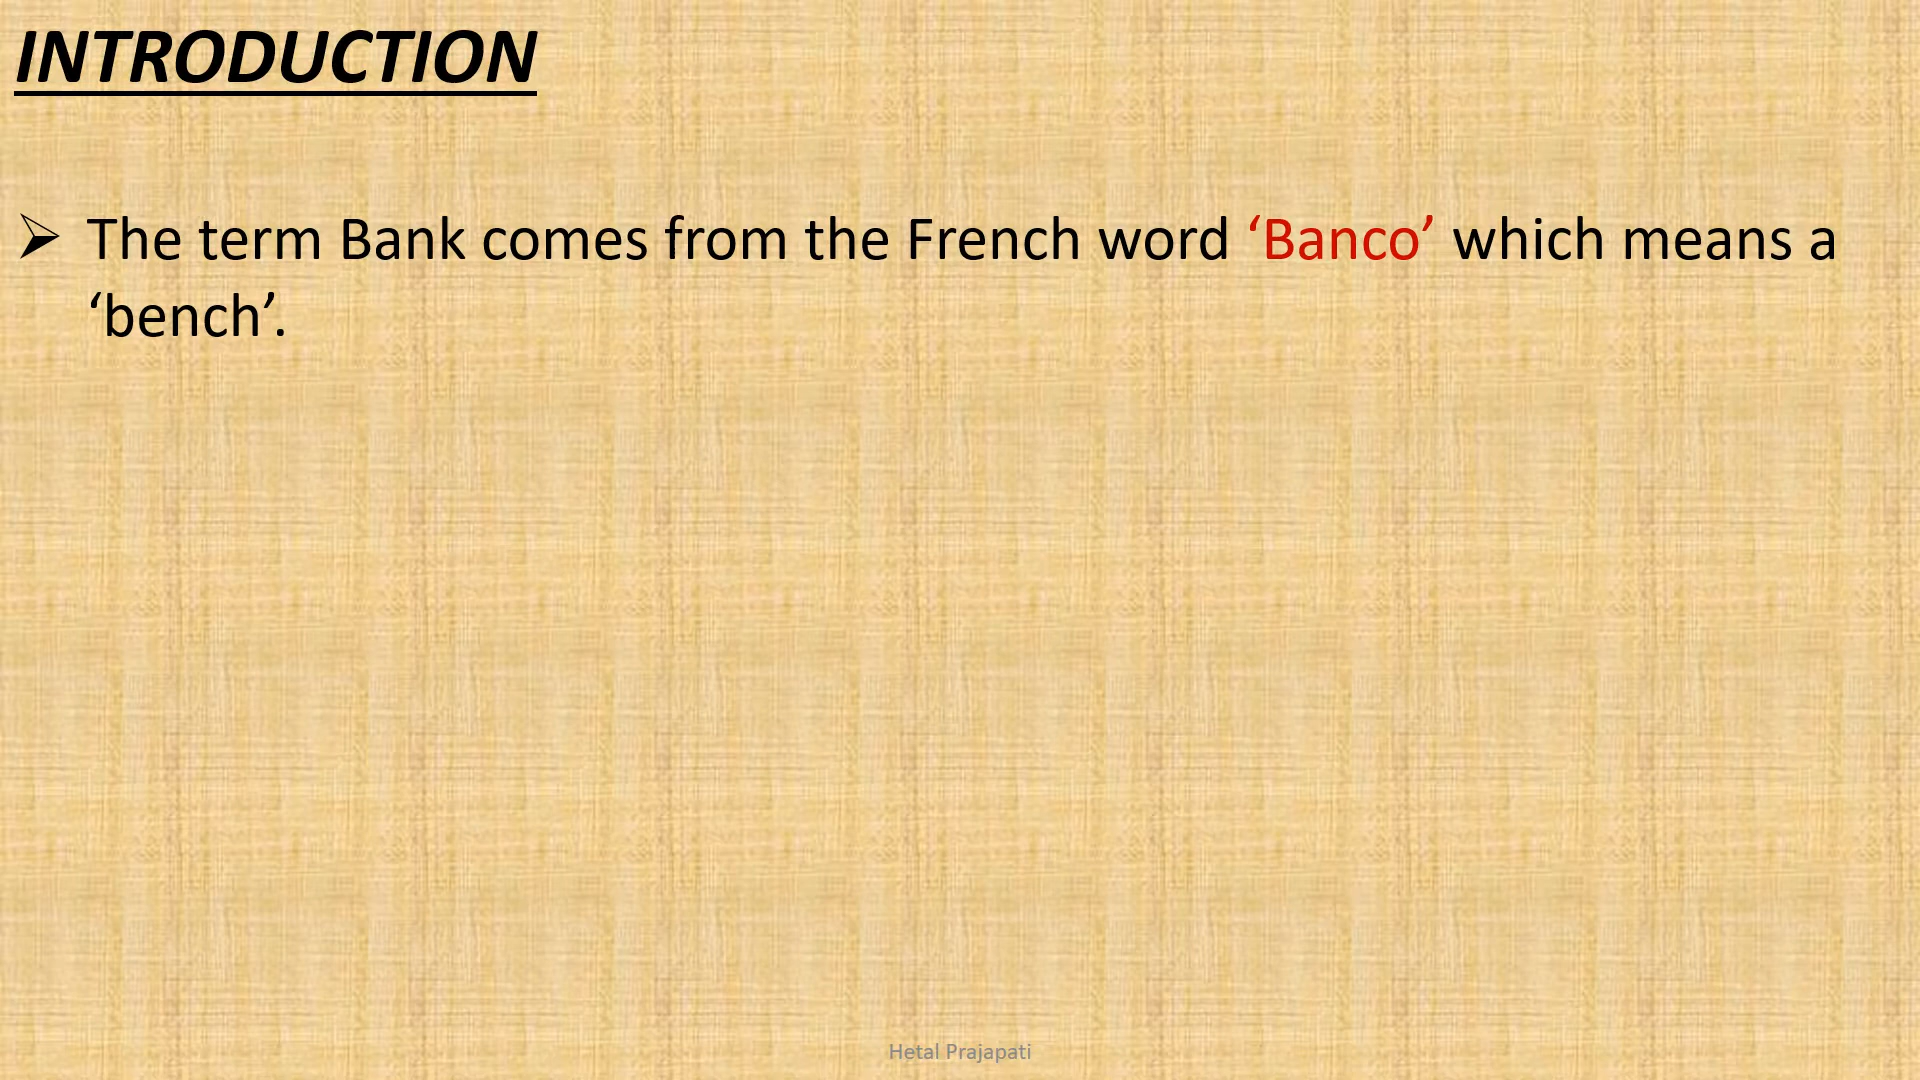 INTRODUCTION
➢ The term Bank comes from the French word ‘Banco’ which means a
‘bench’.
Hetal Prajapati